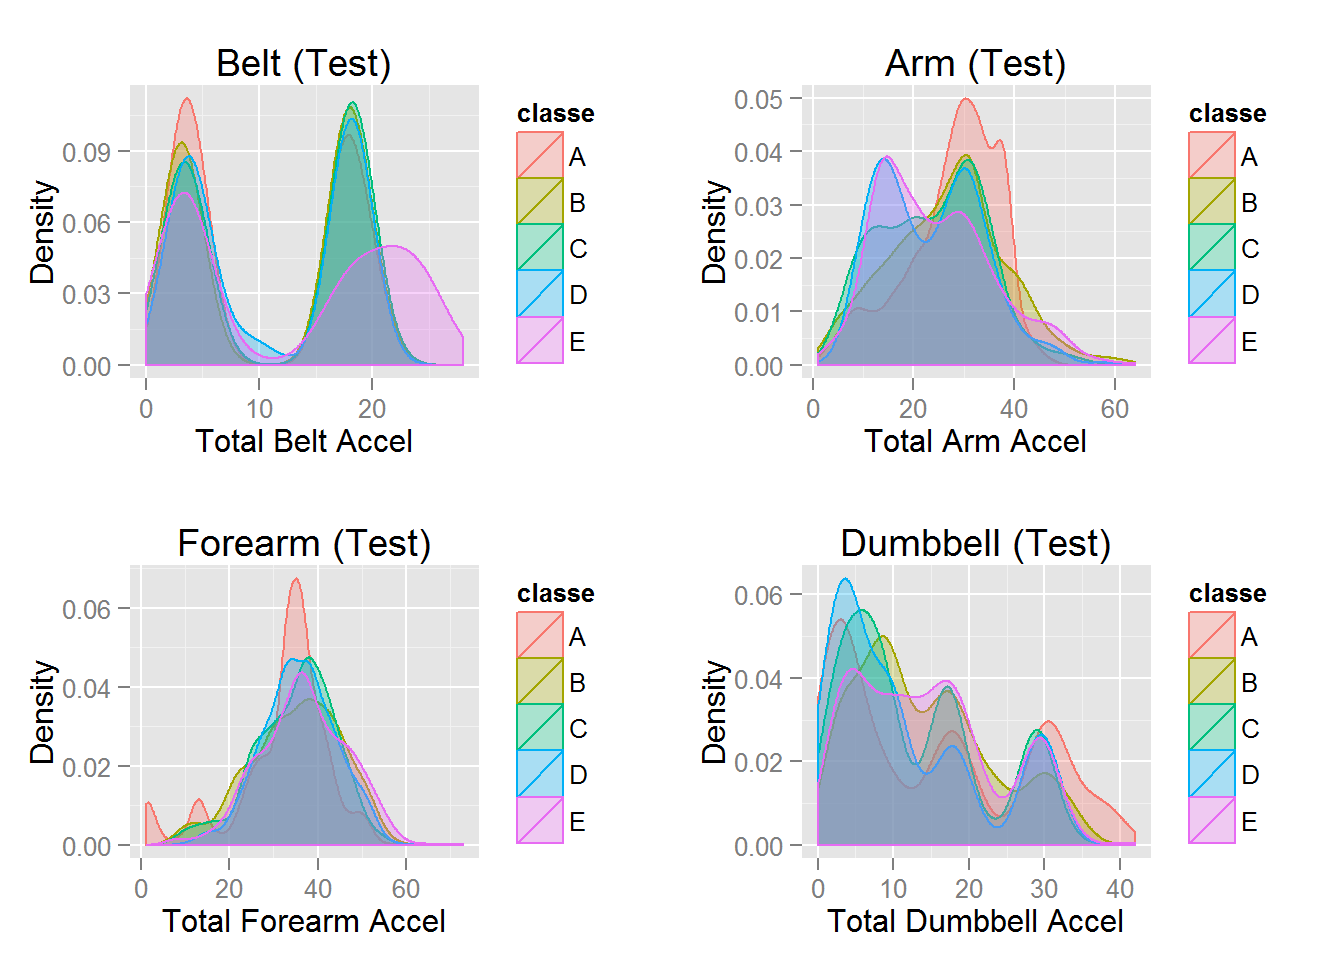 Belt (Test)
Density
0.09
0.06
0.03
0.00
0 10 20
Total Belt Accel
classe
A
B
C
D
E
Arm (Test)
Density
0.05
0.04
0.03
0.02
0.01
0.00
0 20 40 60
Total Arm Accel
classe
A
B
C
D
E
Forearm (Test)
Density
0.06
0.04
0.02
0.00
0 20 40 60
Total Forearm Accel
classe
A
B
C
D
E
Dumbbell (Test)
Density
0.06
0.04
0.02
0.00
0 10 20 30 40
Total Dumbbell Accel
classe
A
B
C
D
E